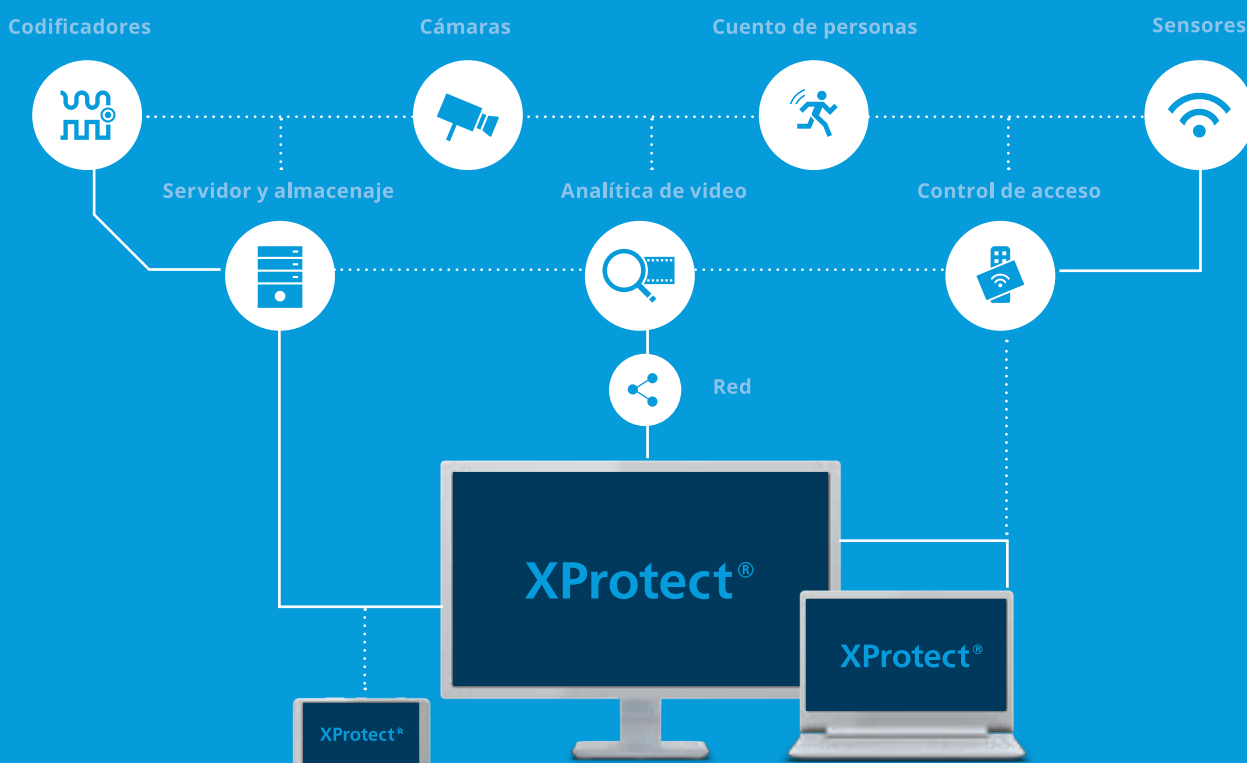 Codificadores
Cámaras
Cuento de personas
Sensores
Servidor y almacenaje
Analítica de video
Control de acceso
Red
XProtect®
XProtect®
XProtect®